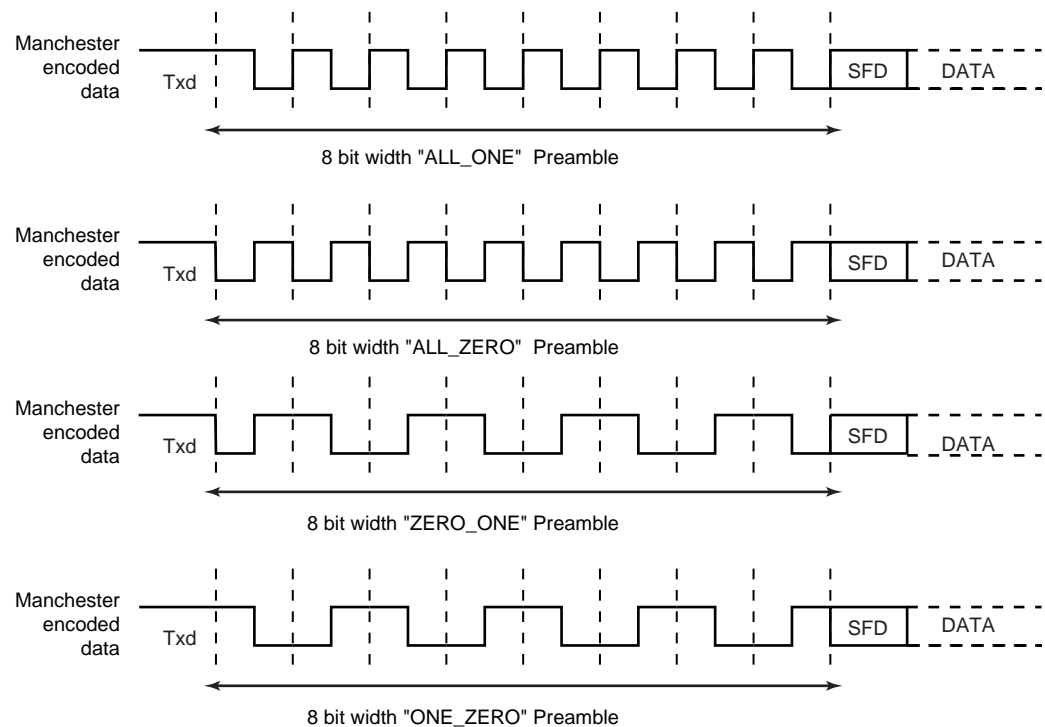 Manchester
encoded
data
Txd
SFD
DATA
8 bit width "ALL_ONE" Preamble
Manchester
encoded
data
Txd
SFD
DATA
8 bit width "ALL_ZERO" Preamble
Manchester
encoded
data
Txd
SFD
DATA
8 bit width "ZERO_ONE" Preamble
Manchester
encoded
data
Txd
SFD
DATA
8 bit width "ONE_ZERO" Preamble